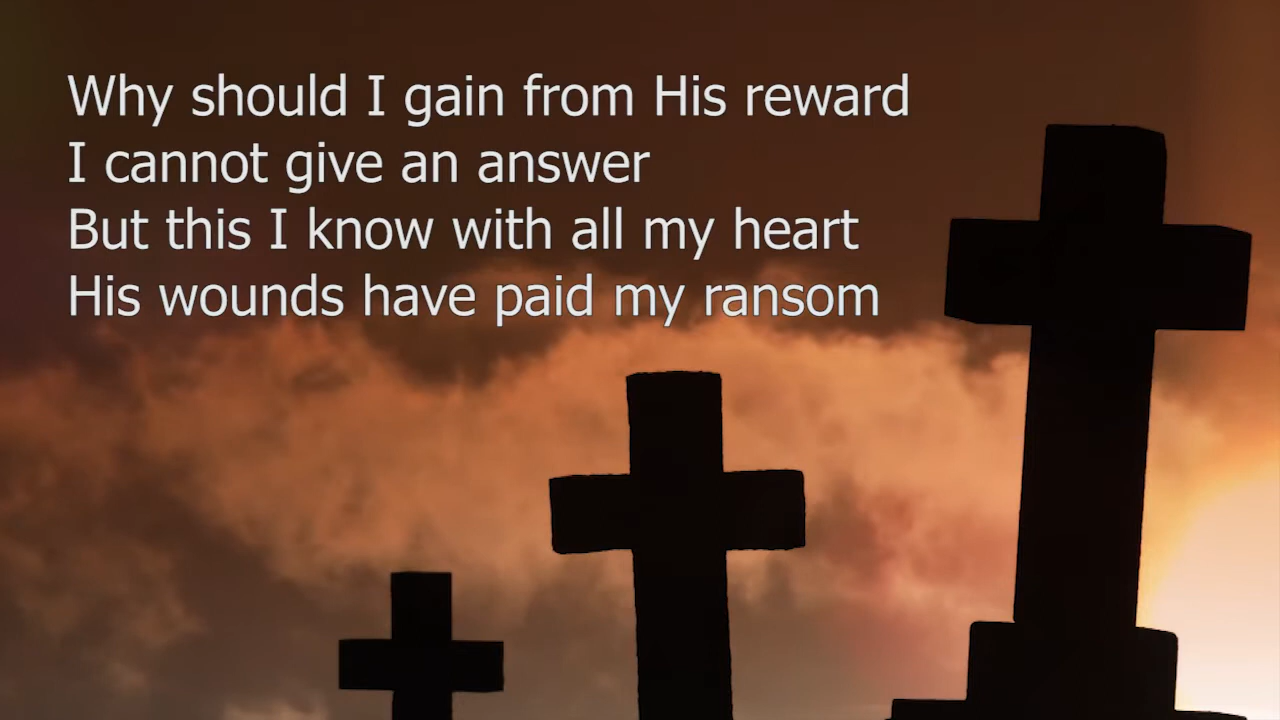 Why should I gain from His reward
I cannot give an answer
But this I know with all my heart
His wounds have paid my ransom